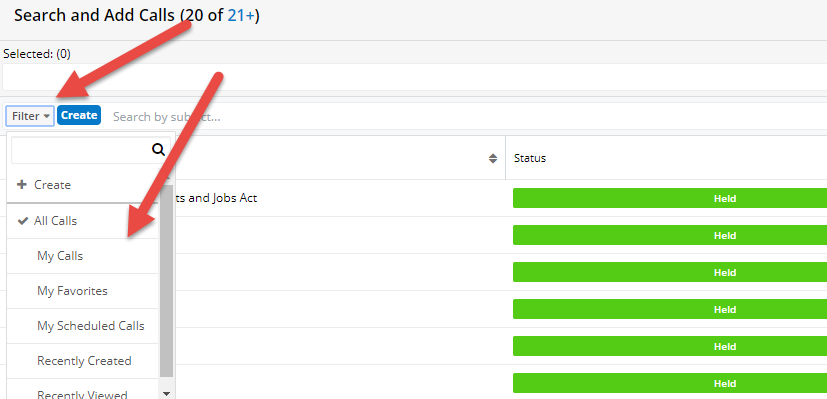 Search and Add Calls (20 of 21+)
Selected: (0)
Filter Create Search by subject...
Create
Status
All Calls
ts and Jobs Act Held
My Calls Held
My Favorites Held
My Scheduled Calls Held
Recently Created Held
Recently Viewed Held